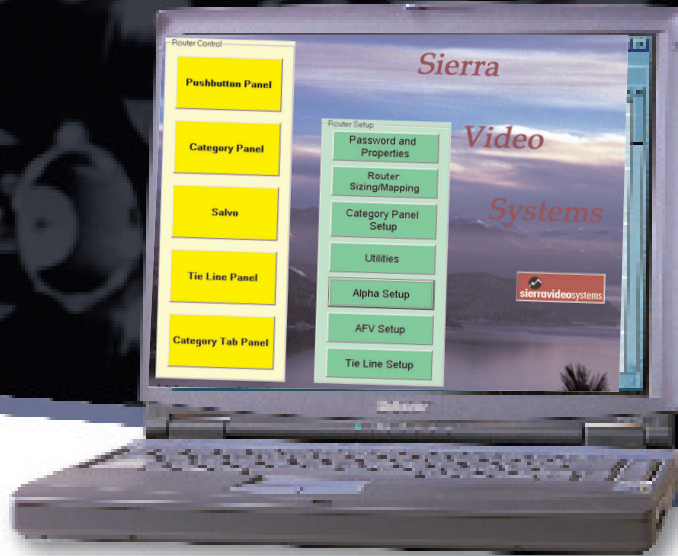 Router Control
Pushbutton Panel
Category Panel
Salvo
Tie Line Panel
Category Tab Panel
Router Setup
Password and
Properties
Router
Sizing/Mapping
Category Panel
Setup
Utilities
Alpha Setup
AFV Setup
Tie Line Setup
Sierra
Video
Systems
sierravideosystems